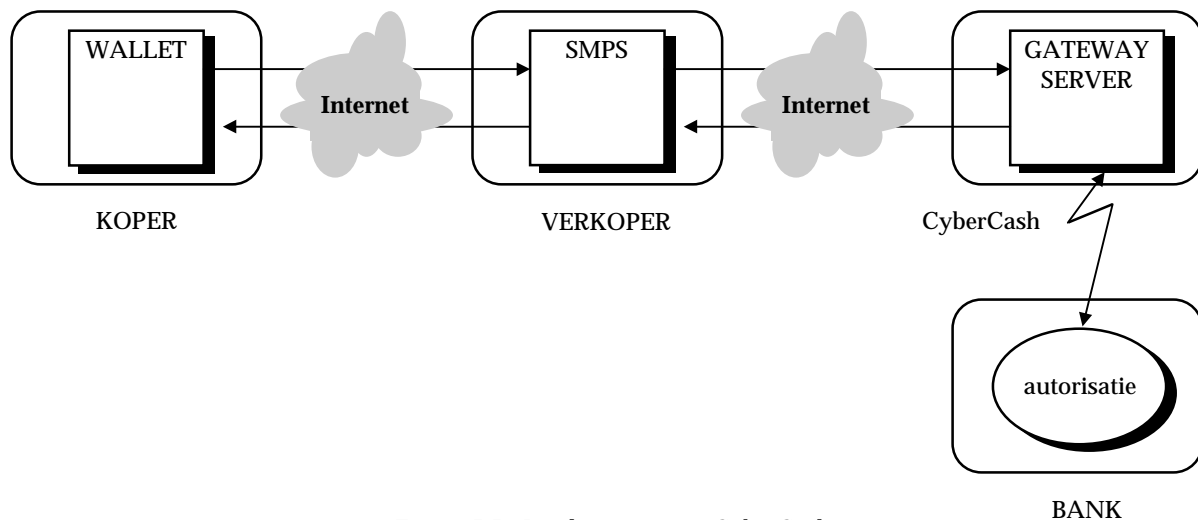 WALLET
Internet
SMPS
Internet
GATEWAY
SERVER
KOPER
VERKOPER
CyberCash
autorisatie
BANK